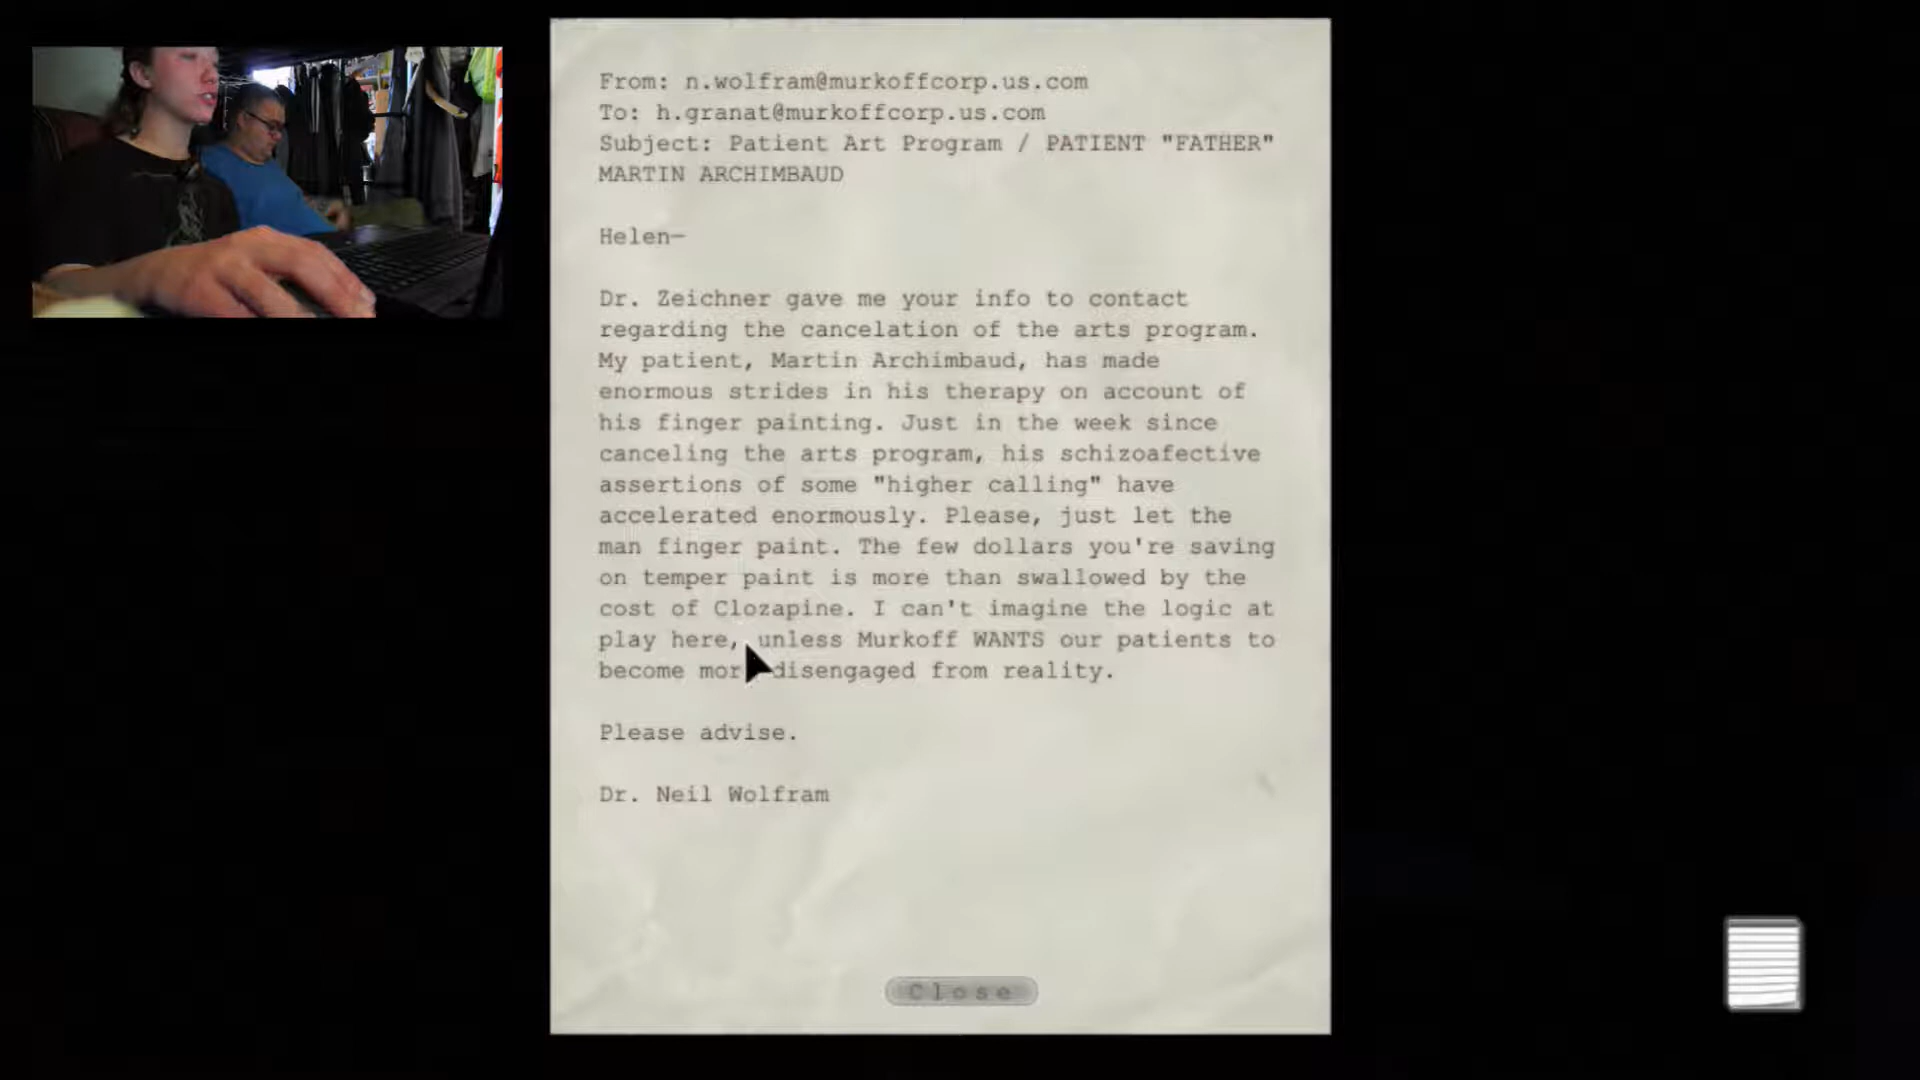 From: n.wolfram@murkoffcorp.us.com
To: h.granat@murkoffcorp.us.com
Subject: Patient Art Program / PATIENT "FATHER"
MARTIN ARCHIMBAUD
Helen—
Dr. Zeichner gave me your info to contact
regarding the cancelation of the arts program.
My patient, Martin Archimbaud, has made
enormous strides in his therapy on account of
his finger painting. Just in the week since
canceling the arts program, his schizoafective
assertions of some "higher calling" have
accelerated enormously. Please, just let the
man finger paint. The few dollars you're saving
on temper paint is more than swallowed by the
cost of Clozapine. I can't imagine the logic at
play here, unless Murkoff WANTS our patients to
become mor disengaged from reality.
Please advise.
Dr. Neil Wolfram
Close